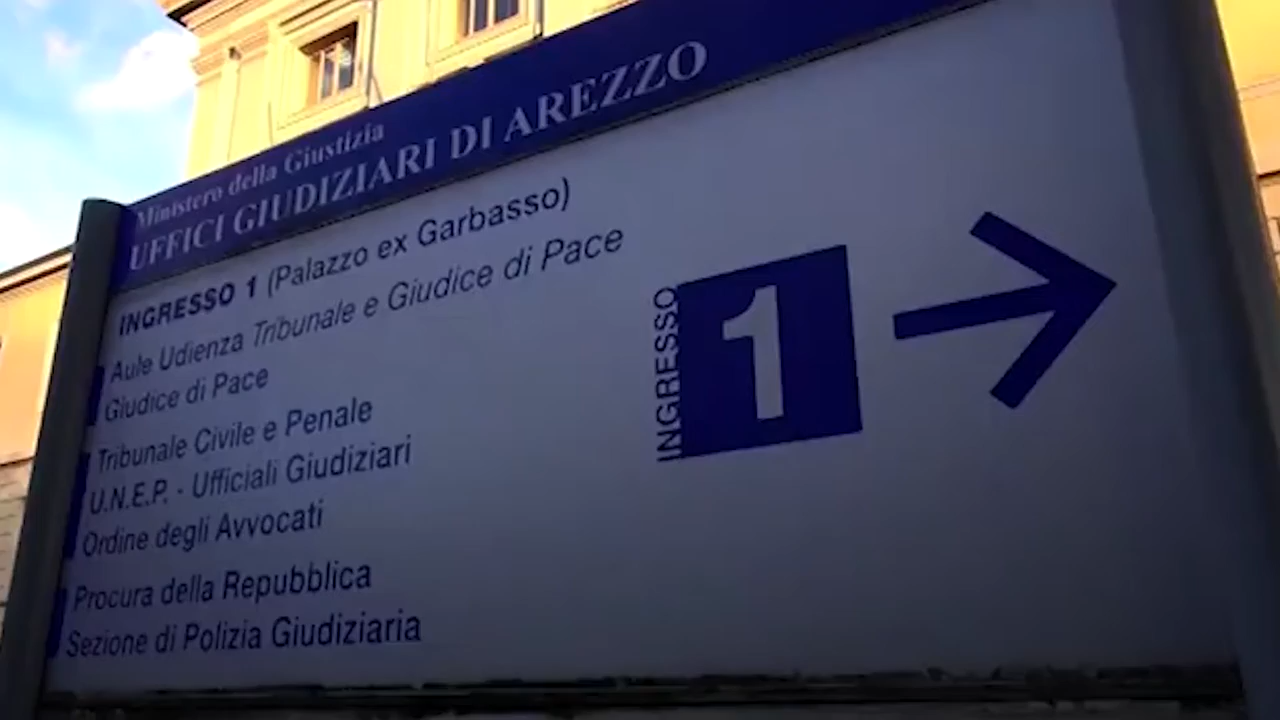 Ministero della Giustizia
UFFICI GIUDIZIARI DI AREZZO
INGRESSO 1 (Palazzo ex Garbasso)
Aule Udienza Tribunale e Giudice di Pace
Giudice di Pace
Tribunale Civile e Penale
U.N.E.P. - Ufficiali Giudiziari
Ordine degli Avvocati
Procura della Repubblica
Sezione di Polizia Giudiziaria
INGRESSO
1